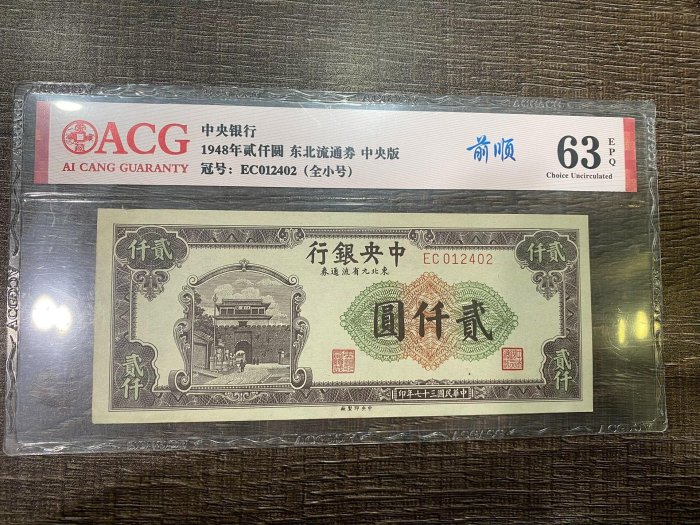 ACG
AI CANG GUARANTY
中央银行
1948年贰仟圆 东北流通券 中央版
冠号：EC012402（全小号）
前顺
63
EPQ
Choice Uncirculated
ACGOON
貳仟
行銀央中
券通流省九北東
EC012402
貳仟
圓仟貳
貳仟
貳仟
印年七十三國民華中
廠製印央中